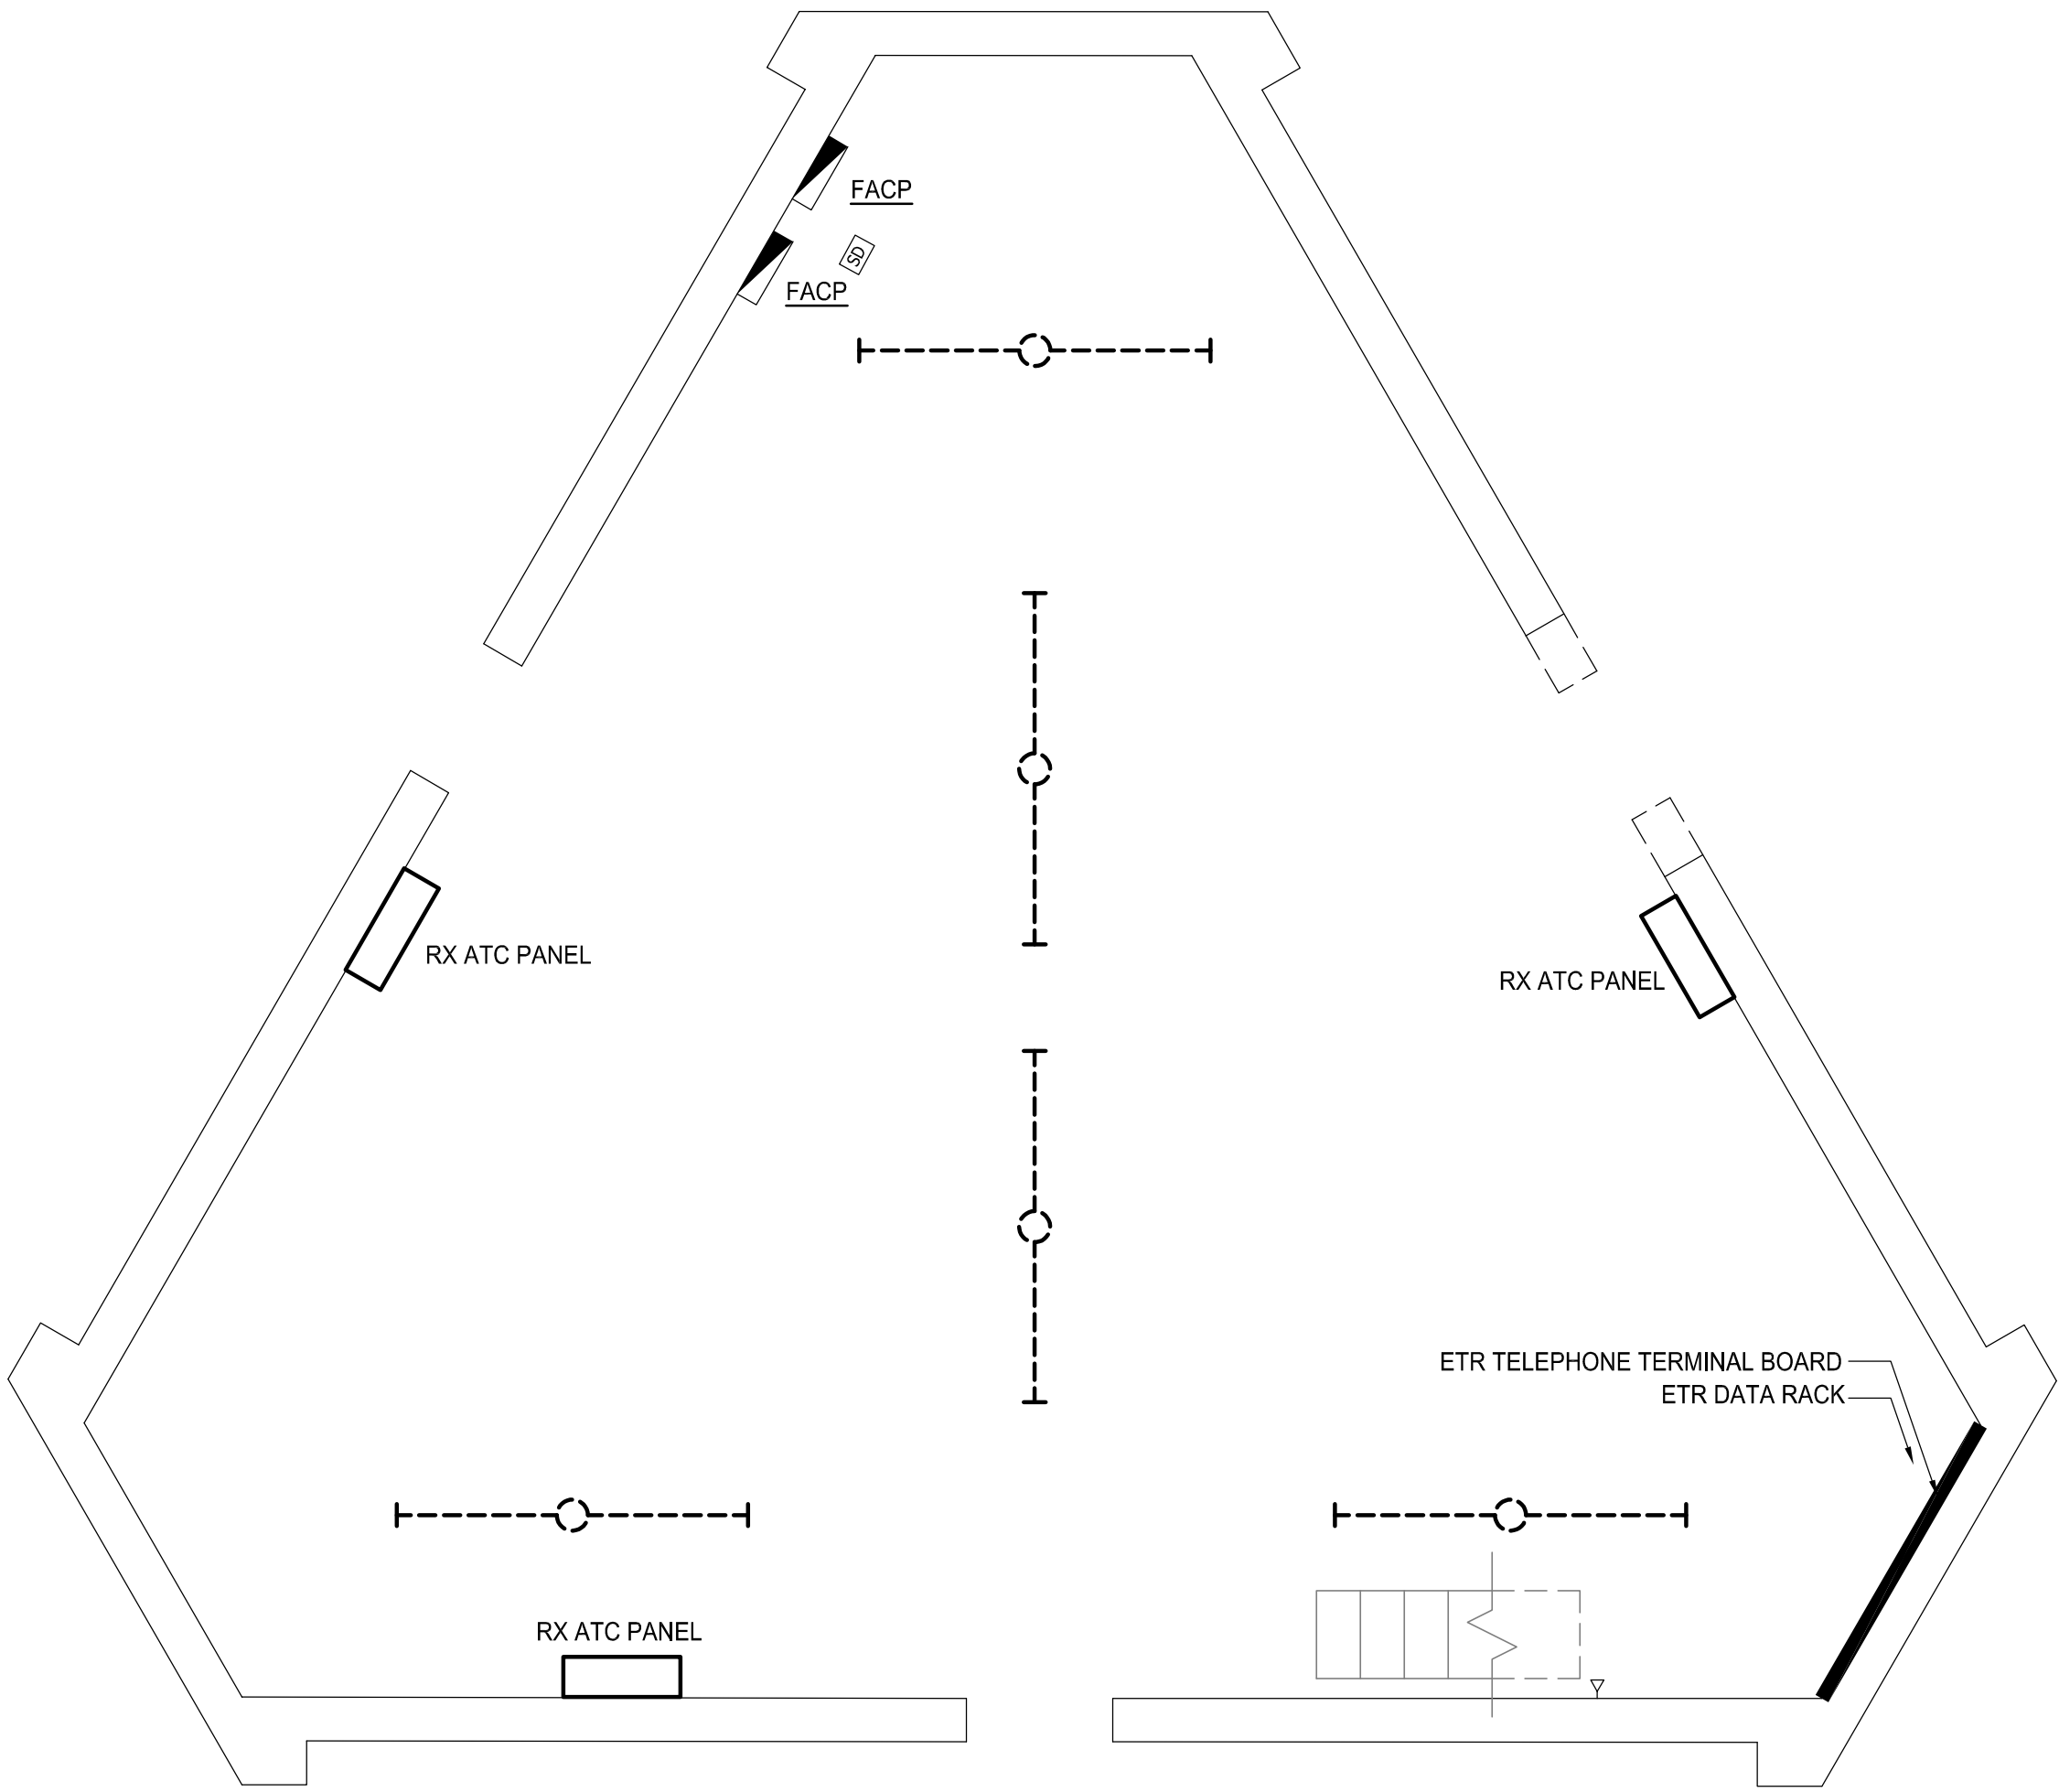 FACP
SD
FACP
RX ATC PANEL
RX ATC PANEL
ETR TELEPHONE TERMINAL BOARD
ETR DATA RACK
RX ATC PANEL